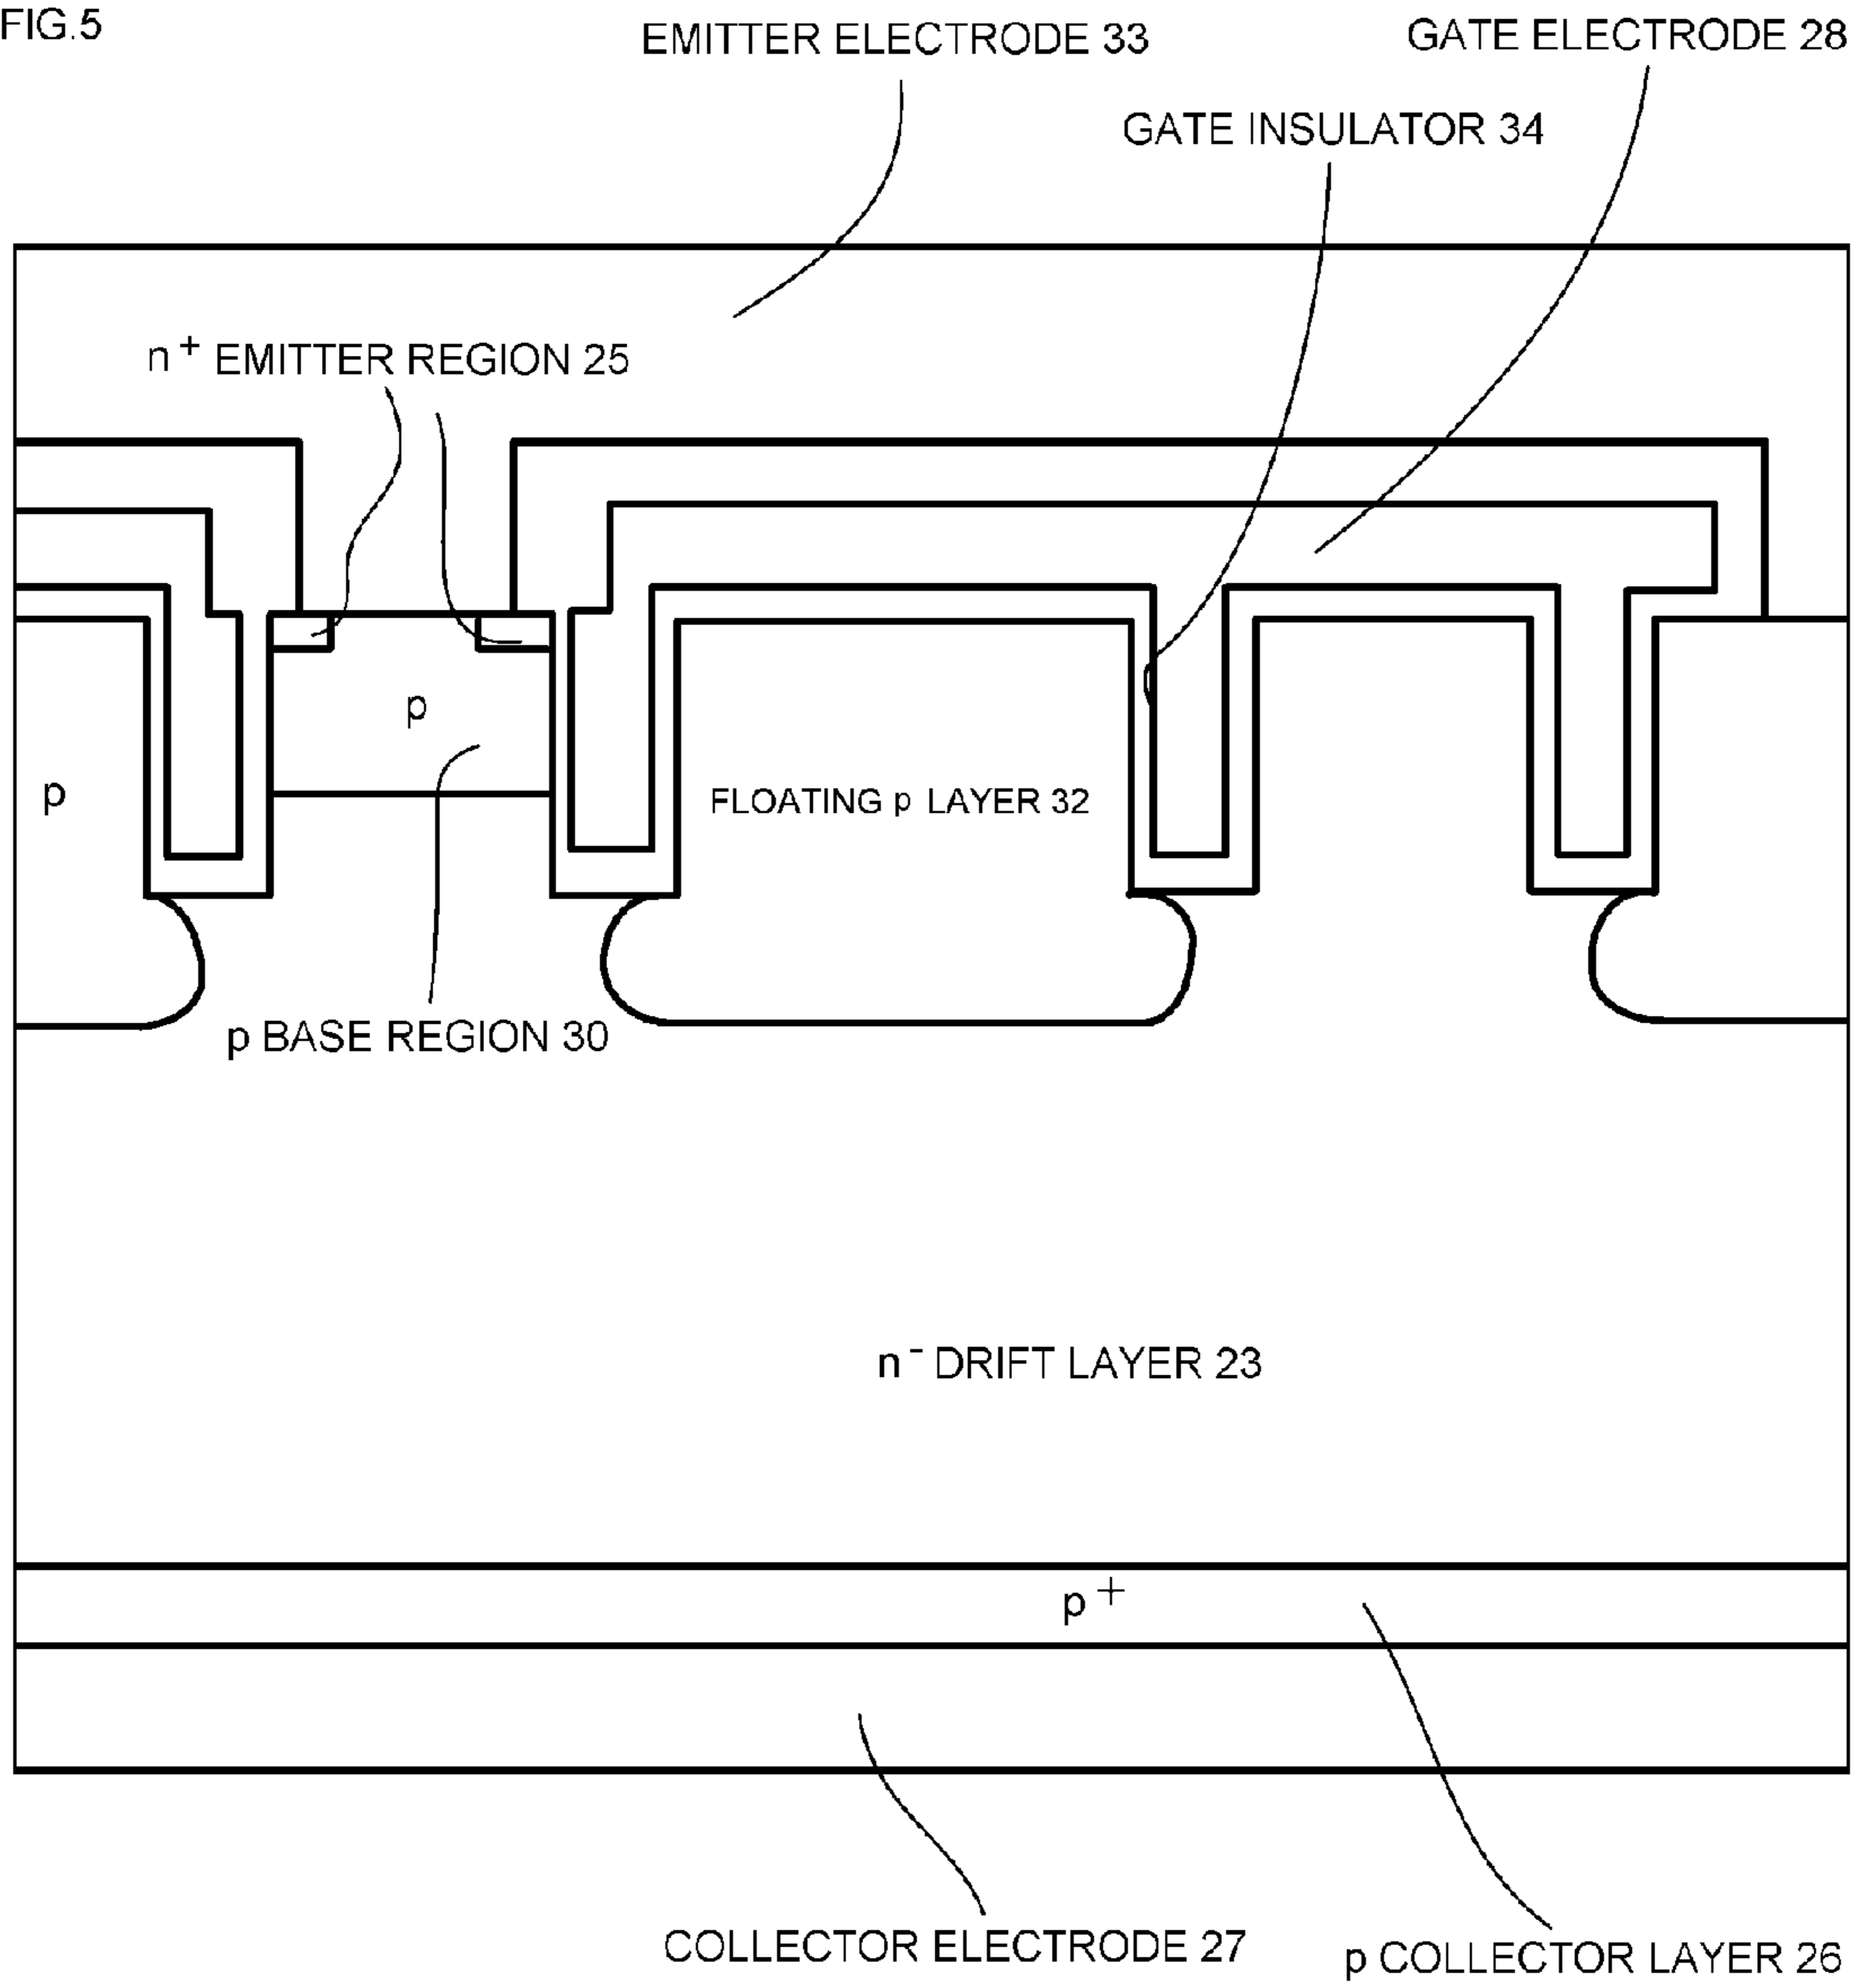 FIG.5
EMITTER ELECTRODE 33
GATE ELECTRODE 28
GATE INSULATOR 34
n+ EMITTER REGION 25
p
p
FLOATING p LAYER 32
p BASE REGION 30
n- DRIFT LAYER 23
p+
COLLECTOR ELECTRODE 27
p COLLECTOR LAYER 26